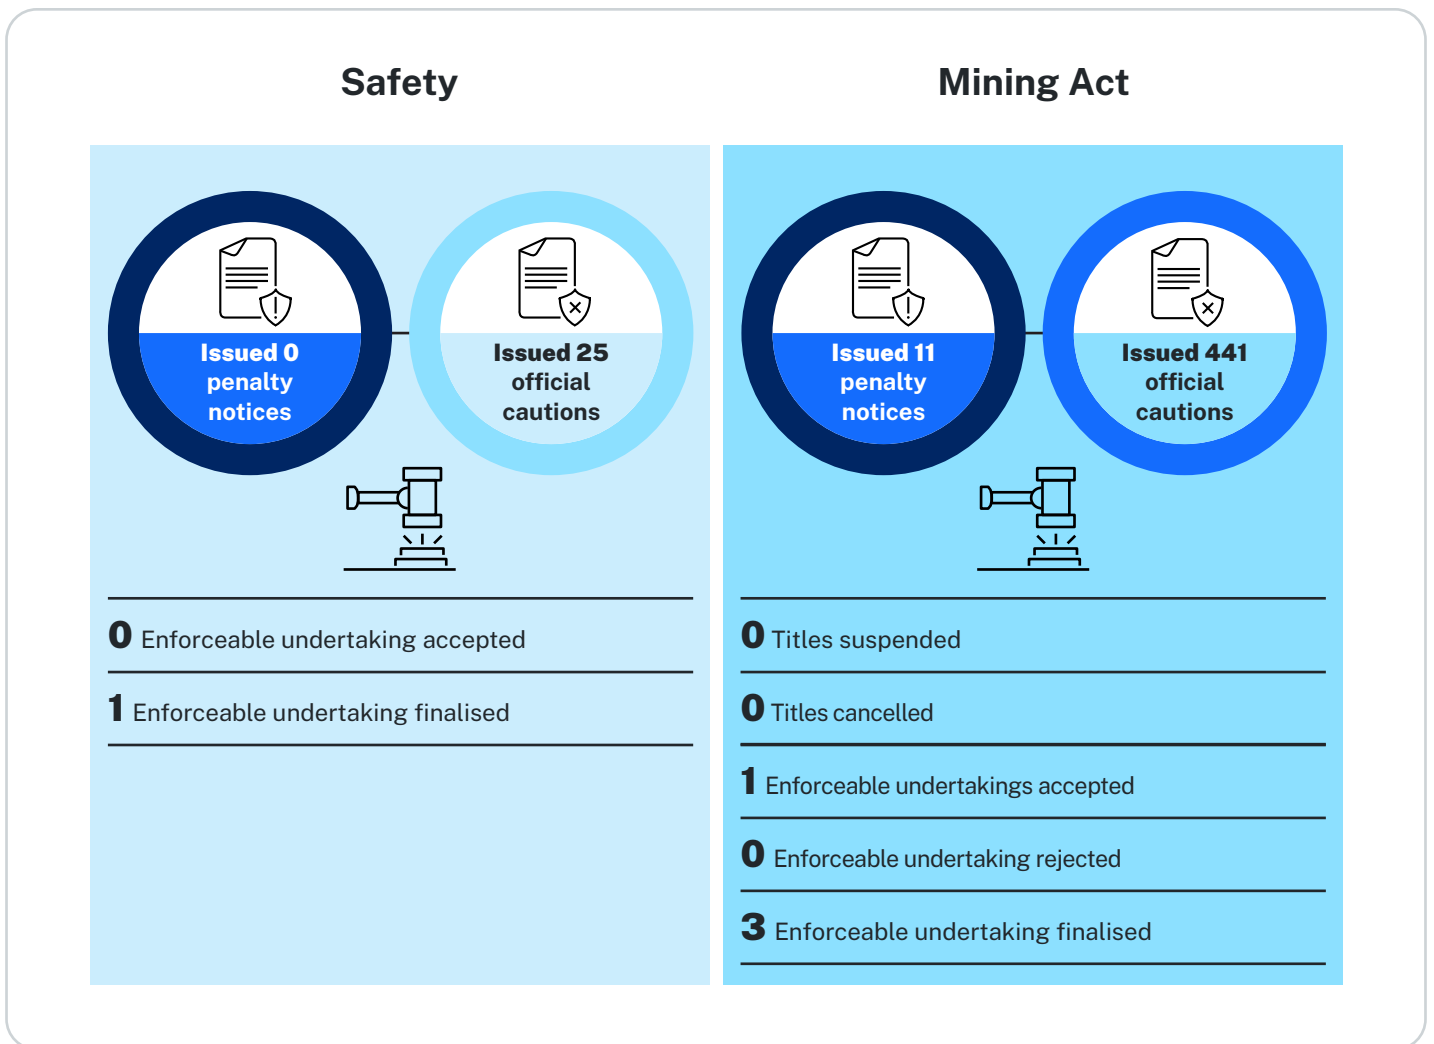 Safety
Issued 0
penalty
notices
Issued 25
official
cautions
0 Enforceable undertaking accepted
1 Enforceable undertaking finalised
Mining Act
Issued 11
penalty
notices
Issued 441
official
cautions
0 Titles suspended
0 Titles cancelled
1 Enforceable undertakings accepted
0 Enforceable undertaking rejected
3 Enforceable undertaking finalised